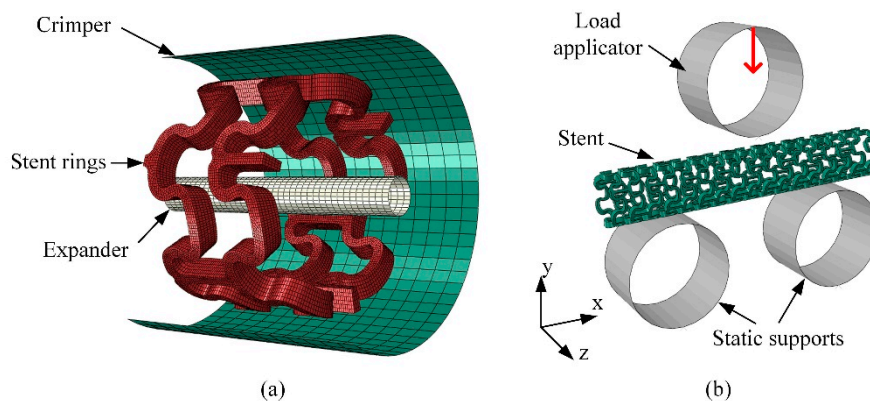 Crimper
Stent rings
Expander
(a)
Load
applicator
Stent
y
x
z
Static supports
(b)